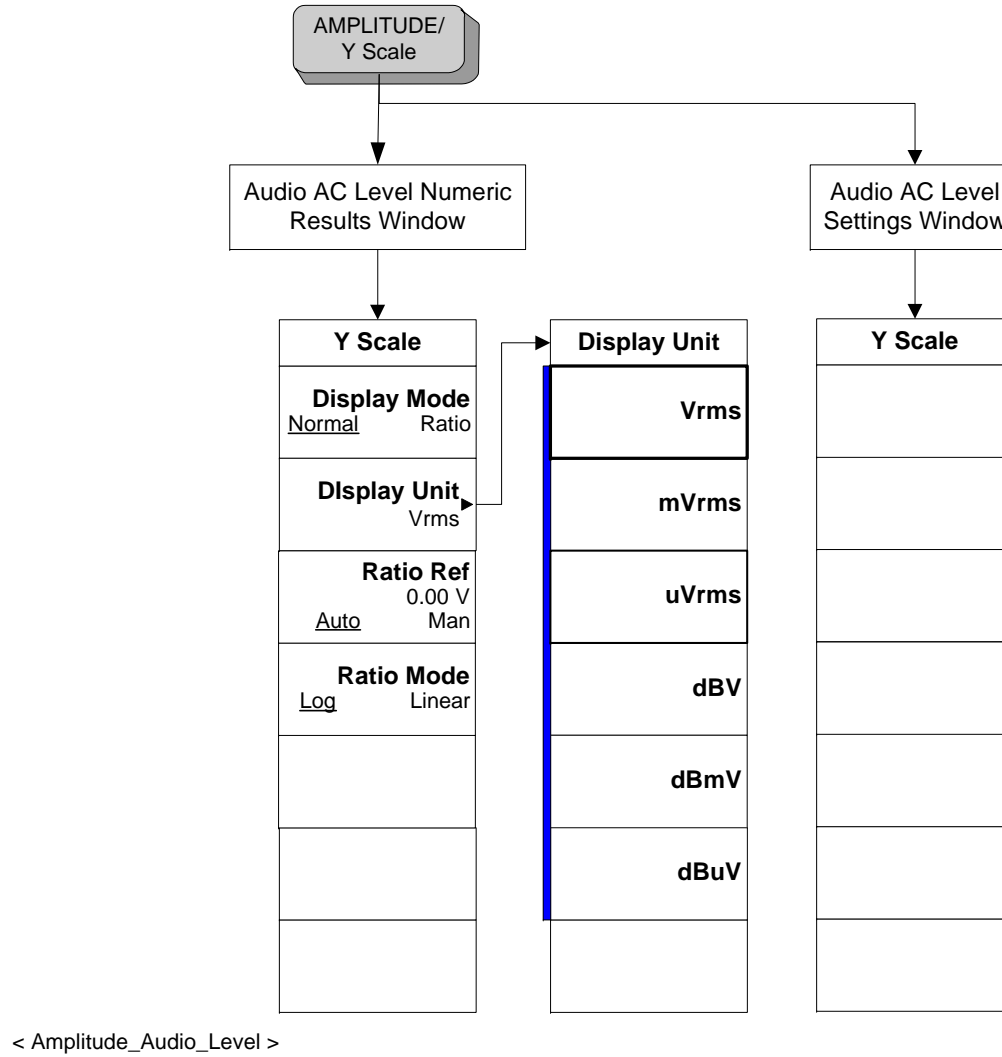 AMPLITUDE/
Y Scale
Audio AC Level Numeric
Results Window
Audio AC Level
Settings Window
Y Scale
Display Mode
Normal Ratio
DIsplay Unit
Vrms
Ratio Ref
0.00 V
Auto Man
Ratio Mode
Log Linear
Display Unit
Vrms
mVrms
uVrms
dBV
dBmV
dBuV
Y Scale
< Amplitude_Audio_Level >